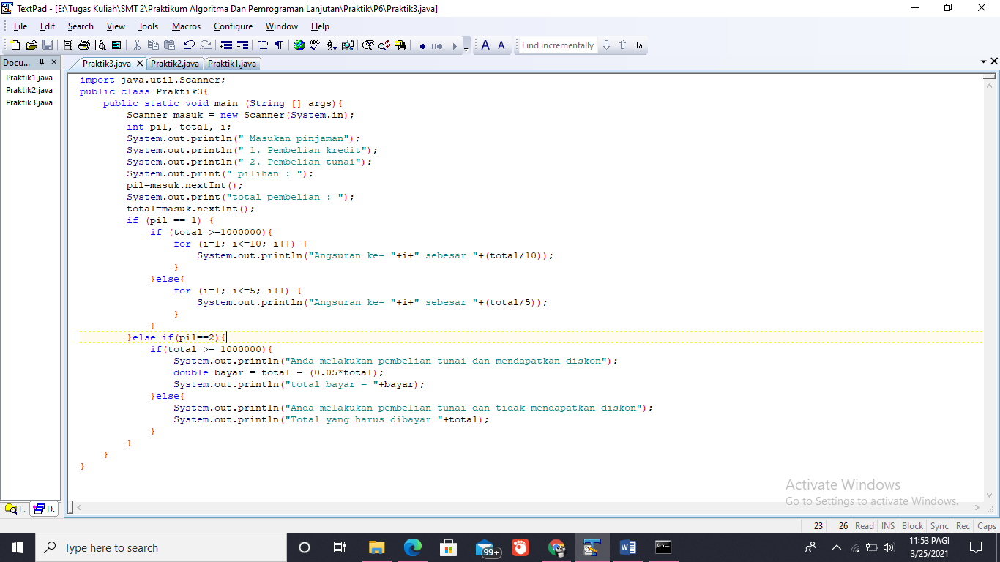 TextPad - [E:\Tugas Kuliah\SMT 2\Praktikum Algoritma Dan Pemrograman Lanjutan\Praktik\P6\Praktik3.java]
File Edit Search View Tools Macros Configure Window Help
Find incrementally
Docu...
Praktik3.java Praktik2.java Praktik1.java
Praktik1.java
Praktik2.java
Praktik3.java
import java.util.Scanner;
public class Praktik3{
    public static void main (String [] args){
        Scanner masuk = new Scanner(System.in);
        int pil, total, i;
        System.out.println(" Masukan pinjaman");
        System.out.println(" 1. Pembelian kredit");
        System.out.println(" 2. Pembelian tunai");
        System.out.print(" pilihan : ");
        pil=masuk.nextInt();
        System.out.print("total pembelian : ");
        total=masuk.nextInt();
        if (pil == 1) {
            if (total >=1000000){
                for (i=1; i<=10; i++) {
                    System.out.println("Angsuran ke- "+i+" sebesar "+(total/10));
                }
            }else{
                for (i=1; i<=5; i++) {
                    System.out.println("Angsuran ke- "+i+" sebesar "+(total/5));
                }
            }
        }else if(pil==2){
            if(total >= 1000000){
                System.out.println("Anda melakukan pembelian tunai dan mendapatkan diskon");
                double bayar = total - (0.05*total);
                System.out.println("total bayar = "+bayar);
            }else{
                System.out.println("Anda melakukan pembelian tunai dan tidak mendapatkan diskon");
                System.out.println("Total yang harus dibayar "+total);
            }
        }
    }
}
Activate Windows
Go to Settings to activate Windows.
E. D.
23 26 Read INS Block Sync Rec Caps
Type here to search
99+
11:53 PAGI
3/25/2021